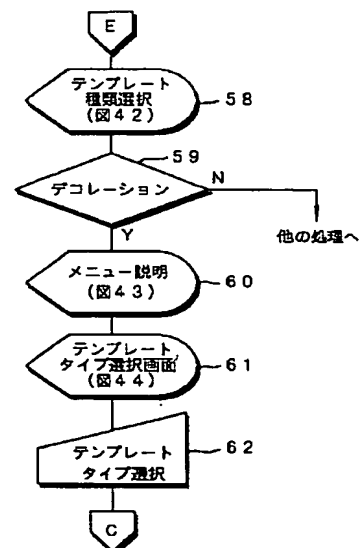 E
テンプレート
種類選択
(図42)
58
59
デコレーション
N
他の処理へ
Y
メニュー説明
(図43)
60
テンプレート
タイプ選択画面
(図44)
61
テンプレート
タイプ選択
62
C